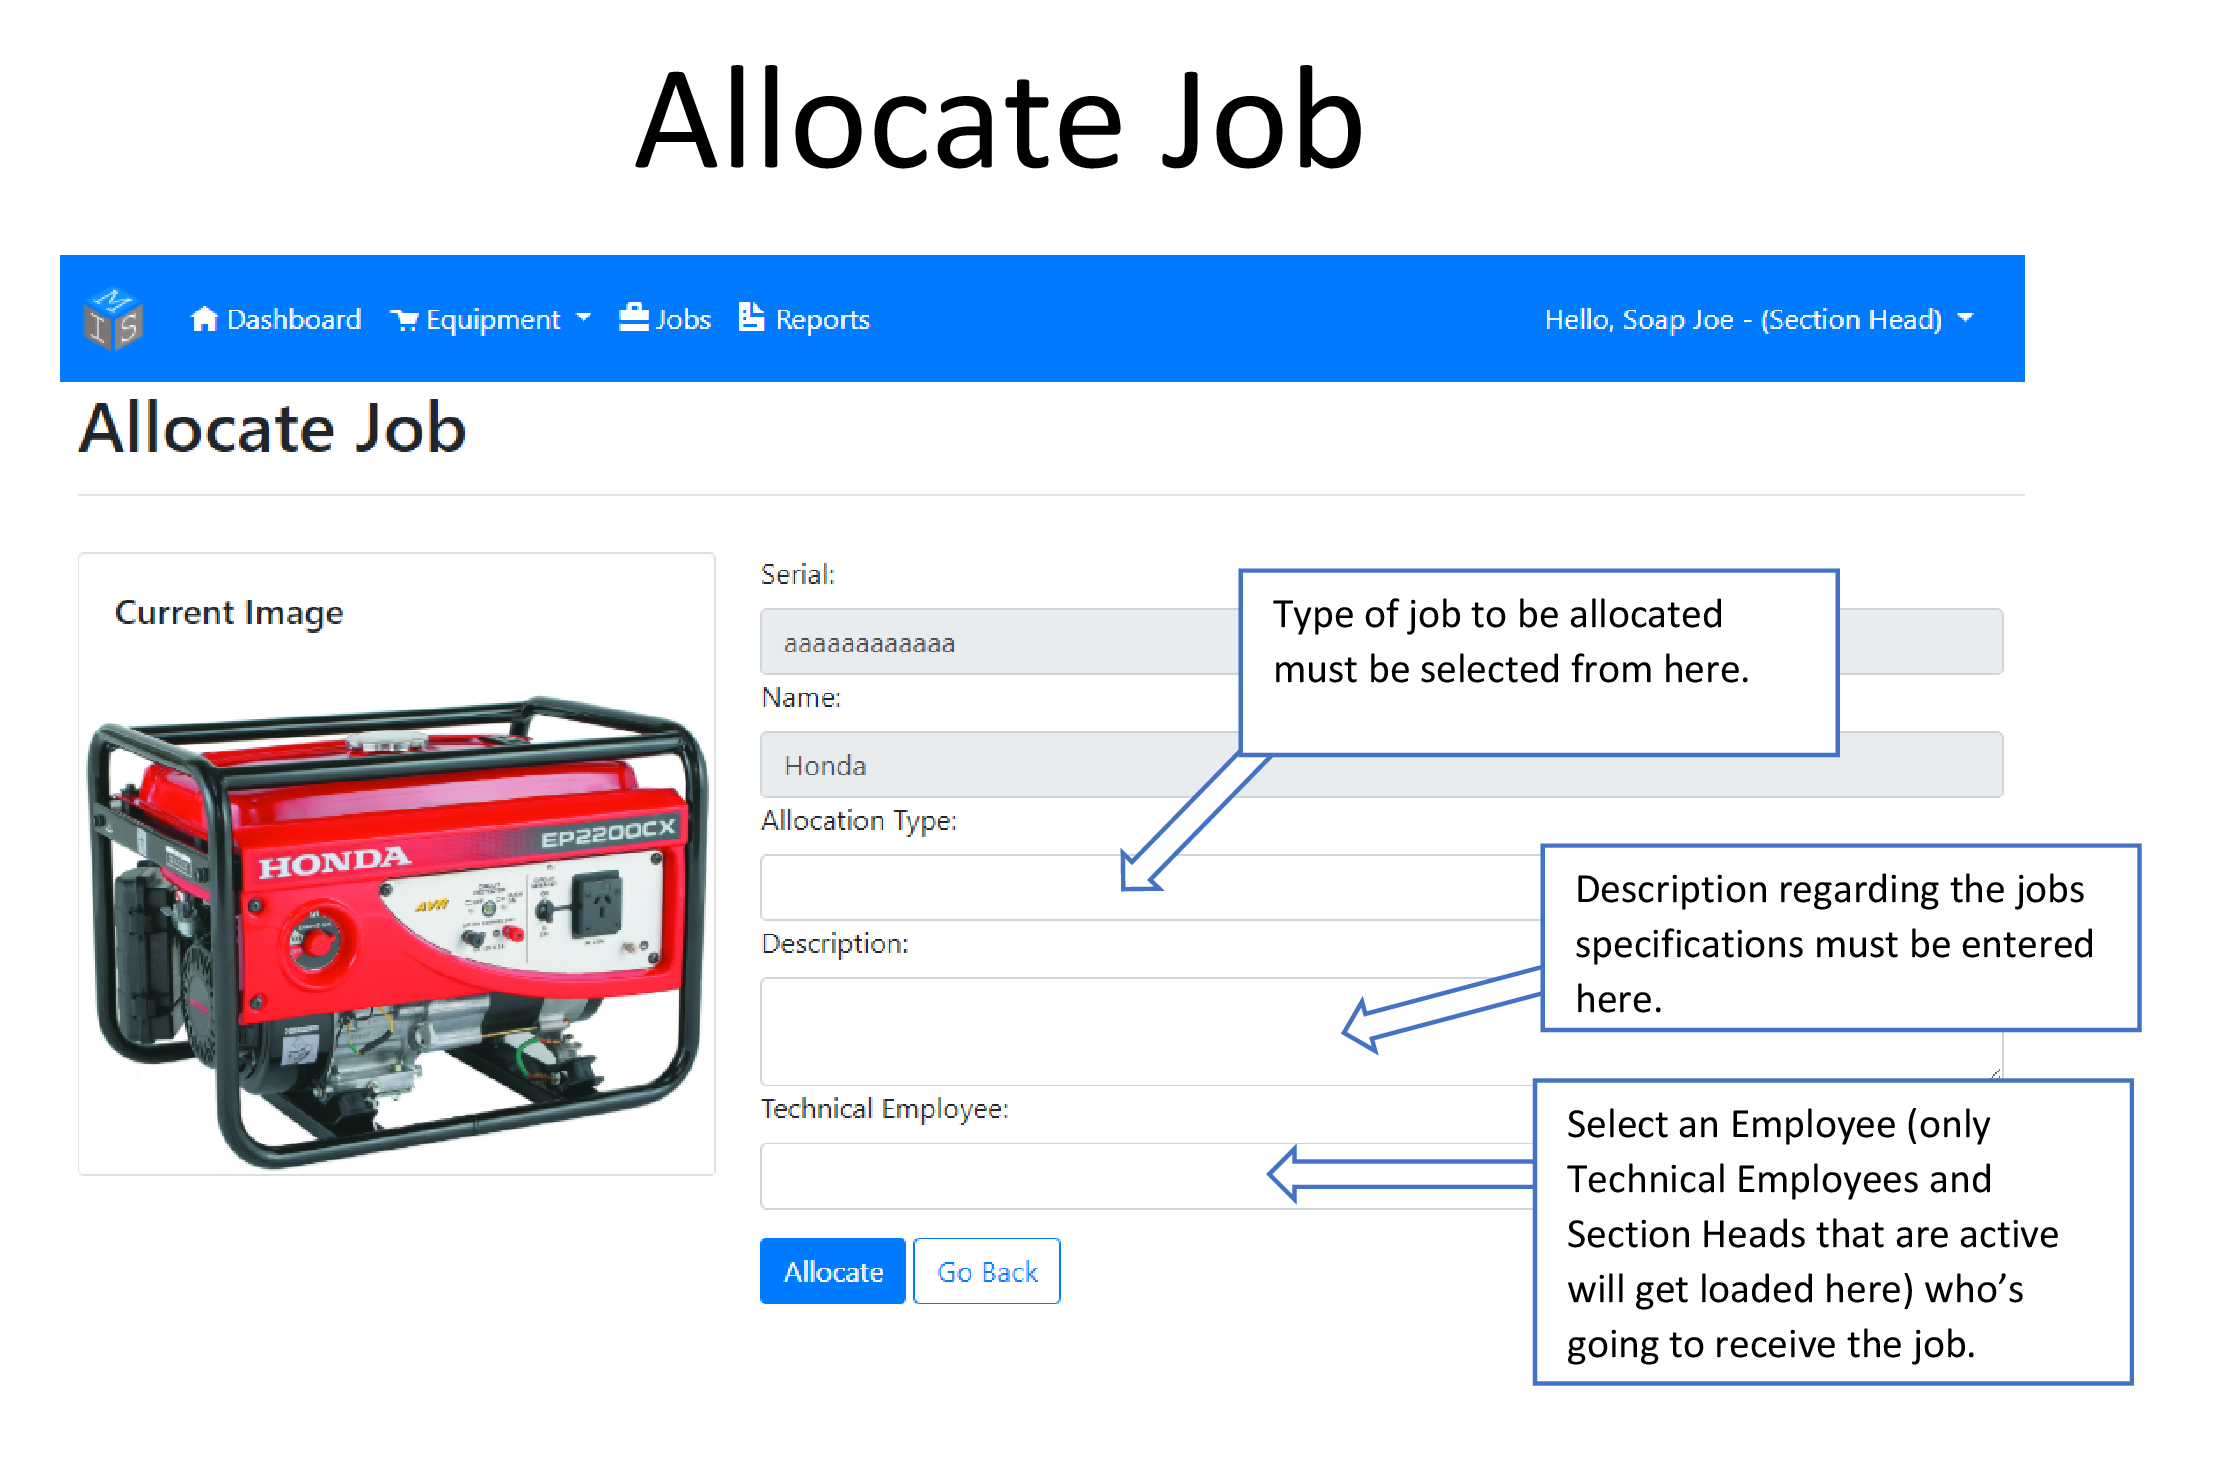 Allocate Job
MIS
Dashboard Equipment Jobs Reports Hello, Soap Joe - (Section Head)
Allocate Job
Current Image
HONDA
EP2200CX
AVR
Serial:
aaaaaaaaaaaa
Name:
Honda
Allocation Type:
Description:
Technical Employee:
Allocate Go Back
Type of job to be allocated
must be selected from here.
Description regarding the jobs
specifications must be entered
here.
Select an Employee (only
Technical Employees and
Section Heads that are active
will get loaded here) who’s
going to receive the job.